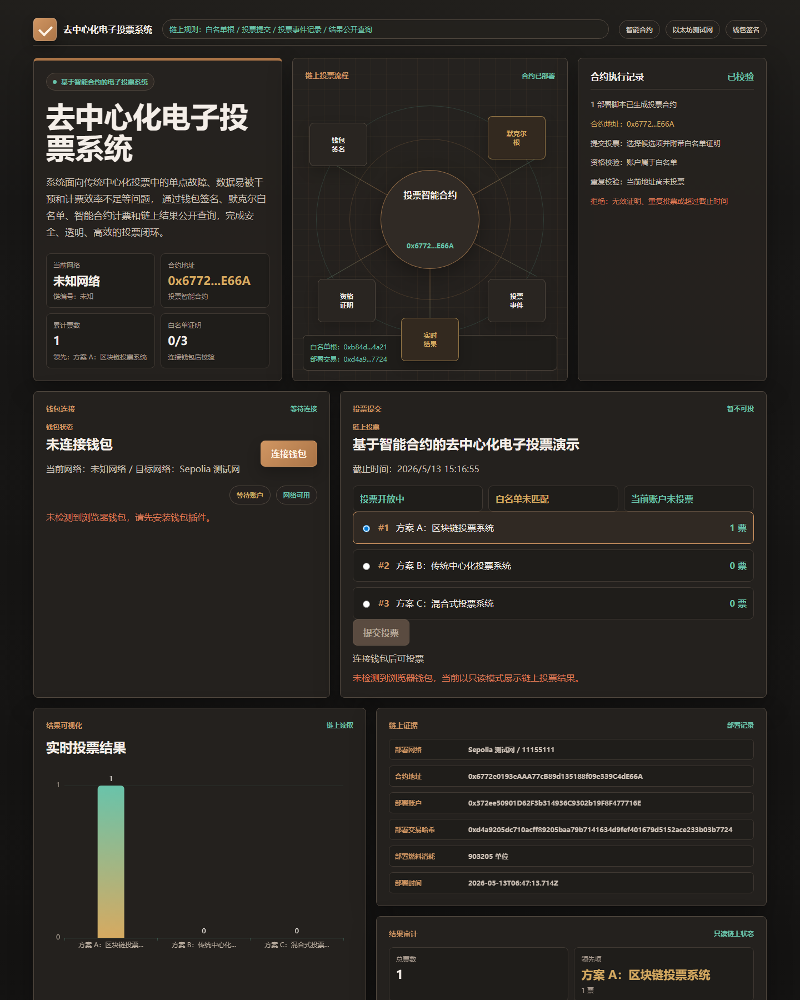 去中心化电子投票系统
链上规则：白名单根 / 投票提交 / 投票事件记录 / 结果公开查询
智能合约
以太坊测试网
钱包签名
基于智能合约的电子投票系统
去中心化电子投
票系统
系统面向传统中心化投票中的单点故障、数据易被干
预和计票效率不足等问题， 通过钱包签名、默克尔白
名单、智能合约计票和链上结果公开查询，完成安
全、透明、高效的投票闭环。
当前网络
未知网络
链编号：未知
合约地址
0x6772...E66A
投票智能合约
累计票数
1
领先：方案 A：区块链投票系统
白名单证明
0/3
连接钱包后校验
链上投票流程
合约已部署
钱包
签名
默克尔
根
投票智能合约
0x6772...E66A
资格
证明
投票
事件
实时
结果
白名单根：0xb84d...4a21
部署交易：0xd4a9...7724
合约执行记录
已校验
1 部署脚本已生成投票合约
合约地址：0x6772...E66A
提交投票：选择候选项并附带白名单证明
资格校验：账户属于白名单
重复校验：当前地址尚未投票
拒绝：无效证明、重复投票或超过截止时间
钱包连接
等待连接
钱包状态
未连接钱包
连接钱包
当前网络：未知网络 / 目标网络：Sepolia 测试网
等待账户
网络可用
未检测到浏览器钱包，请先安装钱包插件。
投票提交
暂不可投
链上投票
基于智能合约的去中心化电子投票演示
截止时间：2026/5/13 15:16:55
投票开放中
白名单未匹配
当前账户未投票
#1 方案 A：区块链投票系统 1 票
#2 方案 B：传统中心化投票系统 0 票
#3 方案 C：混合式投票系统 0 票
提交投票
连接钱包后可投票
未检测到浏览器钱包，当前以只读模式展示链上投票结果。
结果可视化
链上读取
实时投票结果
1
1
0
0
0
方案 A：区块链投票...
方案 B：传统中心化...
方案 C：混合式投票...
链上证据
部署记录
部署网络 Sepolia 测试网 / 11155111
合约地址 0x6772e0193eAAA77cB89d135188f09e339C4dE66A
部署账户 0x372ee50901D62F3b314936C9302b19F8F477716E
部署交易哈希 0xd4a9205dc710acff89205baa79b7141634d9fef401679d5152ace233b03b7724
部署燃料消耗 903205 单位
部署时间 2026-05-13T06:47:13.714Z
结果审计
只读链上状态
总票数
1
领先项
方案 A：区块链投票系统
1 票